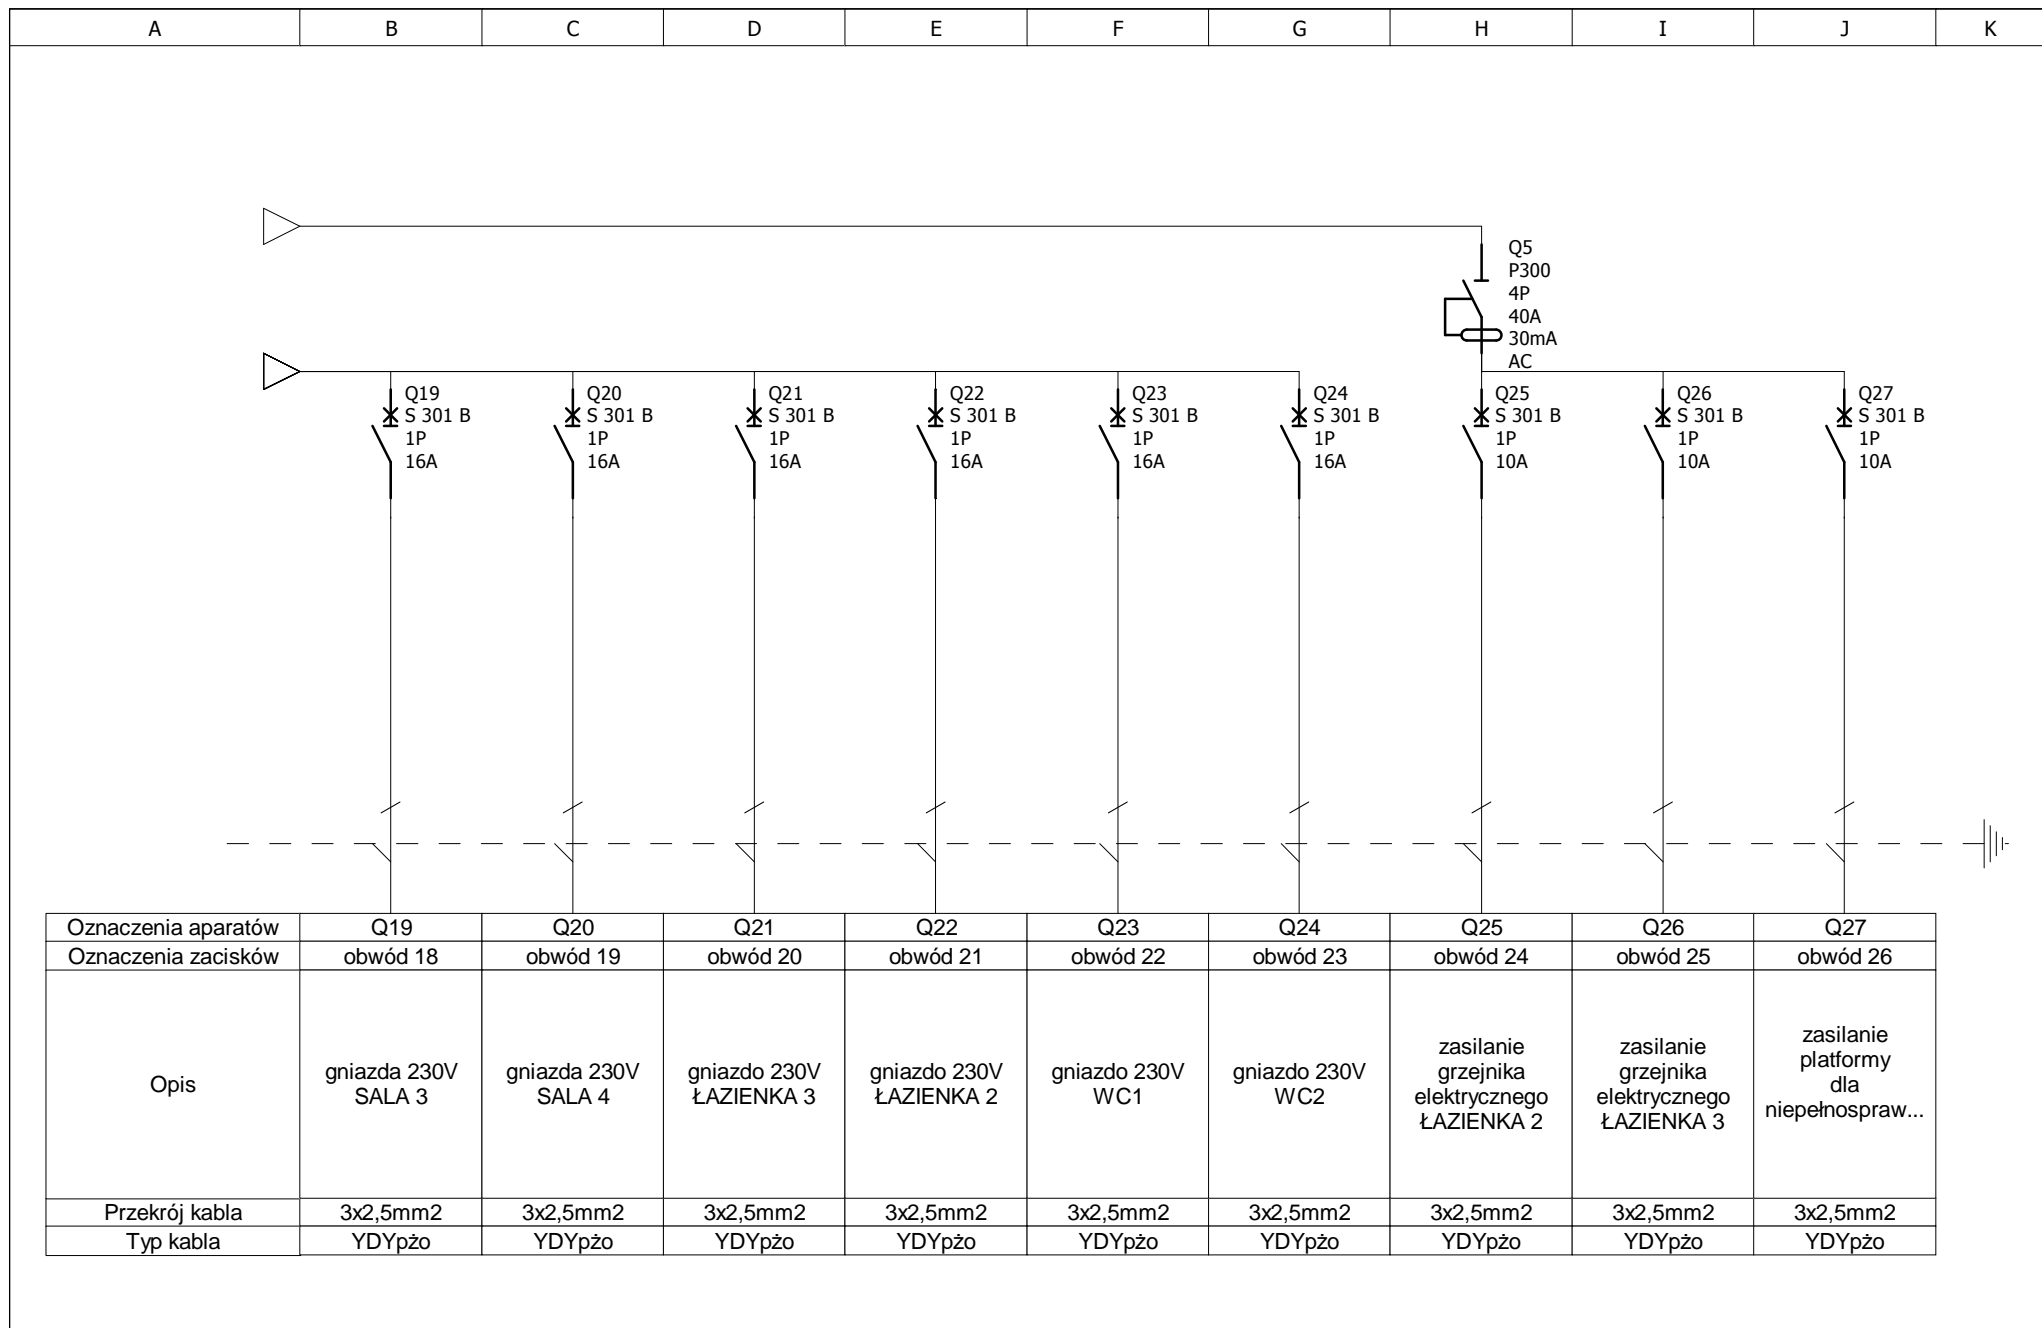 A B C D E F G H I J K
Q5
P300
4P
40A
30mA
AC
Q19 Q20 Q21 Q22 Q23 Q24 Q25 Q26 Q27
S 301 B S 301 B S 301 B S 301 B S 301 B S 301 B S 301 B S 301 B S 301 B
1P 1P 1P 1P 1P 1P 1P 1P 1P
16A 16A 16A 16A 16A 16A 10A 10A 10A
Oznaczenia aparatów Q19 Q20 Q21 Q22 Q23 Q24 Q25 Q26 Q27
Oznaczenia zacisków obwód 18 obwód 19 obwód 20 obwód 21 obwód 22 obwód 23 obwód 24 obwód 25 obwód 26
Opis
gniazda 230V
SALA 3
gniazda 230V
SALA 4
gniazdo 230V
ŁAZIENKA 3
gniazdo 230V
ŁAZIENKA 2
gniazdo 230V
WC1
gniazdo 230V
WC2
zasilanie
grzejnika
elektrycznego
ŁAZIENKA 2
zasilanie
grzejnika
elektrycznego
ŁAZIENKA 3
zasilanie
platformy
dla
niepełnospraw...
Przekrój kabla 3x2,5mm2 3x2,5mm2 3x2,5mm2 3x2,5mm2 3x2,5mm2 3x2,5mm2 3x2,5mm2 3x2,5mm2 3x2,5mm2
Typ kabla YDYpżo YDYpżo YDYpżo YDYpżo YDYpżo YDYpżo YDYpżo YDYpżo YDYpżo